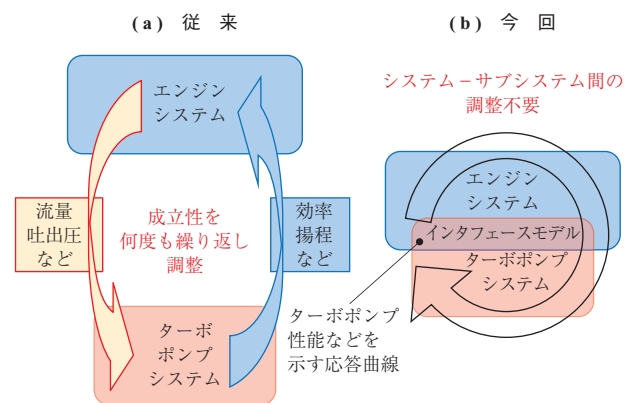 (a) 従 来
エンジン
システム
流量
吐出圧
など
成立性を
何度も繰り返し
調整
効率
揚程
など
ターボ
ポンプ
システム
(b) 今 回
システム－サブシステム間の
調整不要
エンジン
システム
インタフェースモデル
ターボポンプ
システム
ターボポンプ
性能などを
示す応答曲線